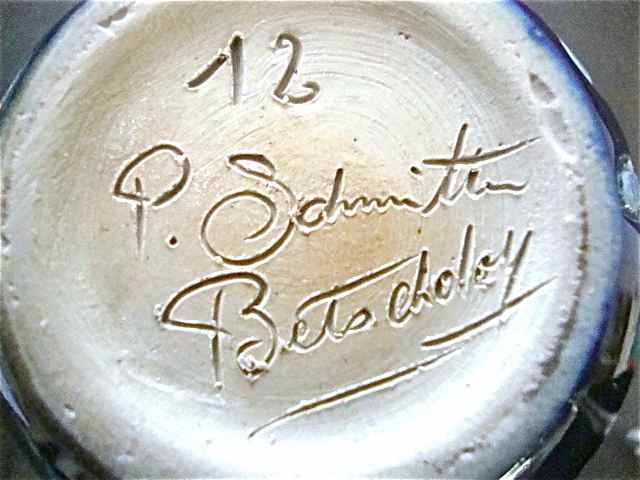 12
P. Schmitter
Betschdorf